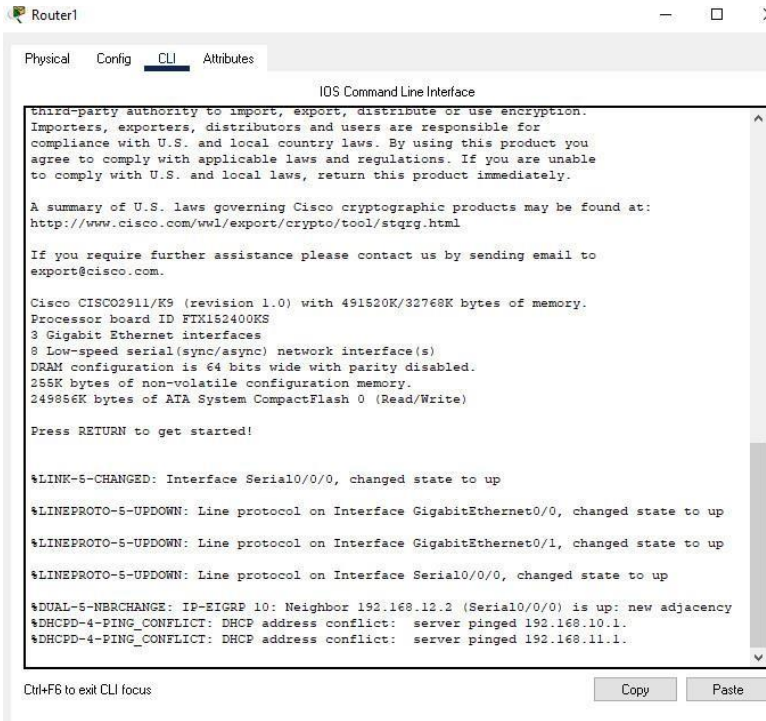 Router1
Physical Config CLI Attributes
IOS Command Line Interface
third-party authority to import, export, distribute or use encryption.
Importers, exporters, distributors and users are responsible for
compliance with U.S. and local country laws. By using this product you
agree to comply with applicable laws and regulations. If you are unable
to comply with U.S. and local laws, return this product immediately.
A summary of U.S. laws governing Cisco cryptographic products may be found at:
http://www.cisco.com/wwl/export/crypto/tool/stqrg.html
If you require further assistance please contact us by sending email to
export@cisco.com.
Cisco CISCO2911/K9 (revision 1.0) with 491520K/32768K bytes of memory.
Processor board ID FTX152400KS
3 Gigabit Ethernet interfaces
8 Low-speed serial(sync/async) network interface(s)
DRAM configuration is 64 bits wide with parity disabled.
255K bytes of non-volatile configuration memory.
249856K bytes of ATA System CompactFlash 0 (Read/Write)
Press RETURN to get started!
%LINK-5-CHANGED: Interface Serial0/0/0, changed state to up
%LINEPROTO-5-UPDOWN: Line protocol on Interface GigabitEthernet0/0, changed state to up
%LINEPROTO-5-UPDOWN: Line protocol on Interface GigabitEthernet0/1, changed state to up
%LINEPROTO-5-UPDOWN: Line protocol on Interface Serial0/0/0, changed state to up
%DUAL-5-NBRCHANGE: IP-EIGRP 10: Neighbor 192.168.12.2 (Serial0/0/0) is up: new adjacency
%DHCPD-4-PING_CONFLICT: DHCP address conflict: server pinged 192.168.10.1.
%DHCPD-4-PING_CONFLICT: DHCP address conflict: server pinged 192.168.11.1.
Ctrl+F6 to exit CLI focus
Copy Paste